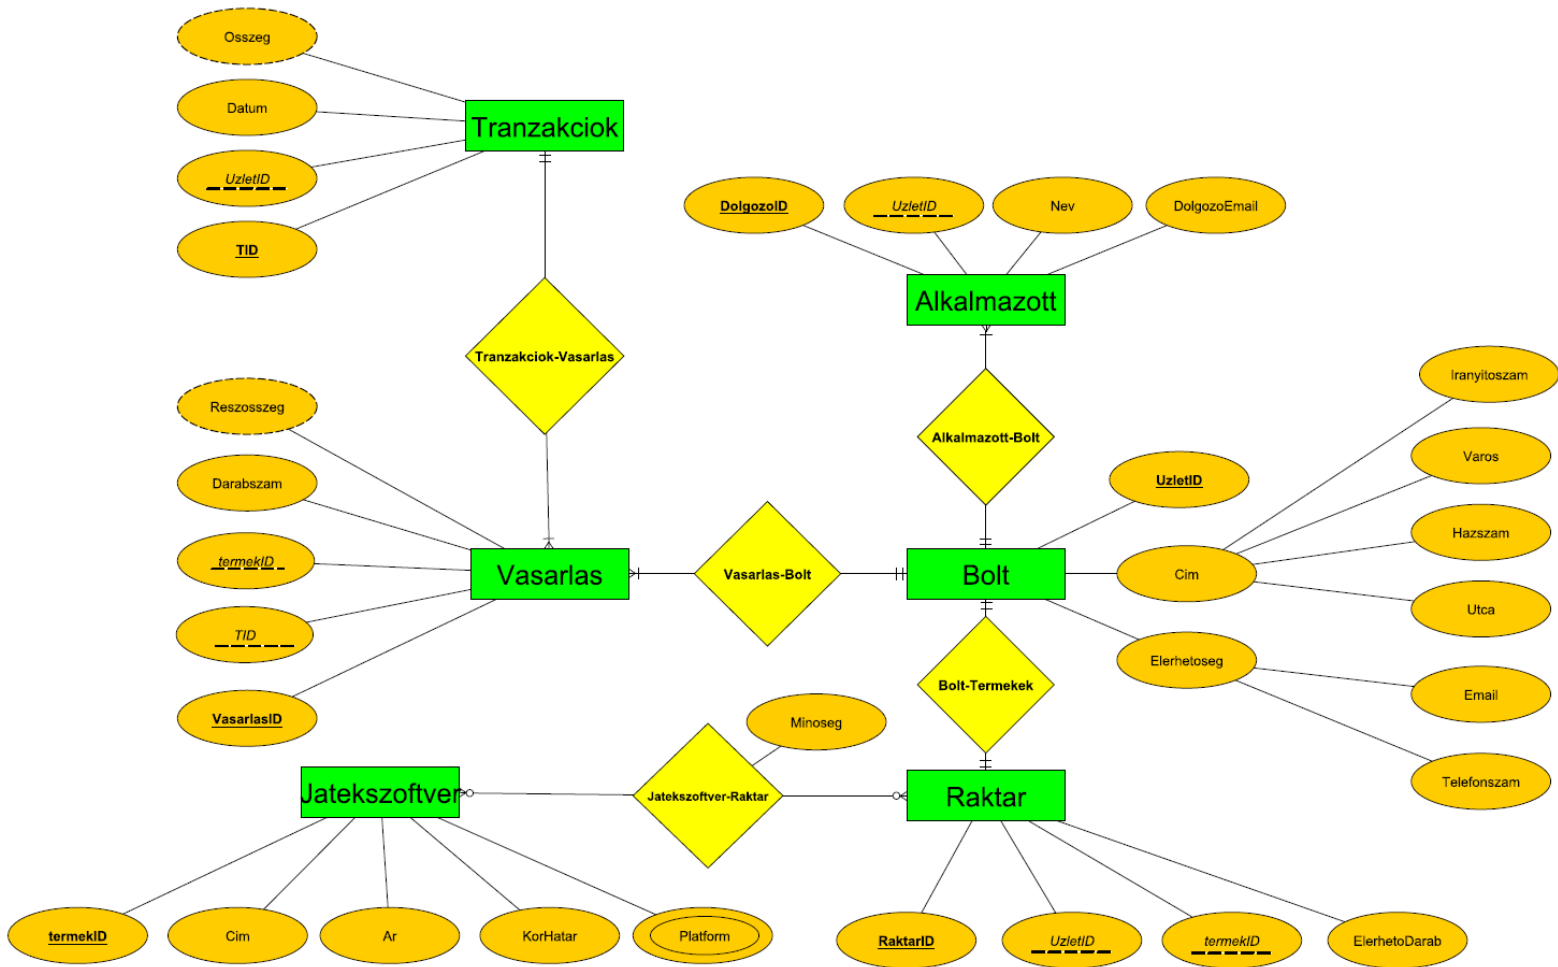 Osszeg
Datum
Tranzakciok
UzletID
TID
DolgozoID
UzletID
Nev
DolgozoEmail
Alkalmazott
Tranzakciok-Vasarlas
Alkalmazott-Bolt
Iranyitoszam
Reszosszeg
Darabszam
termekID
TID
VasarlasID
Vasarlas
Vasarlas-Bolt
Bolt
UzletID
Cim
Varos
Hazszam
Utca
Elerhetoseg
Email
Telefonszam
Bolt-Termekek
Minoseg
Jatekszoftver
Jatekszoftver-Raktar
Raktar
termekID
Cim
Ar
KorHatar
Platform
RaktarID
UzletID
termekID
ElerhetoDarab